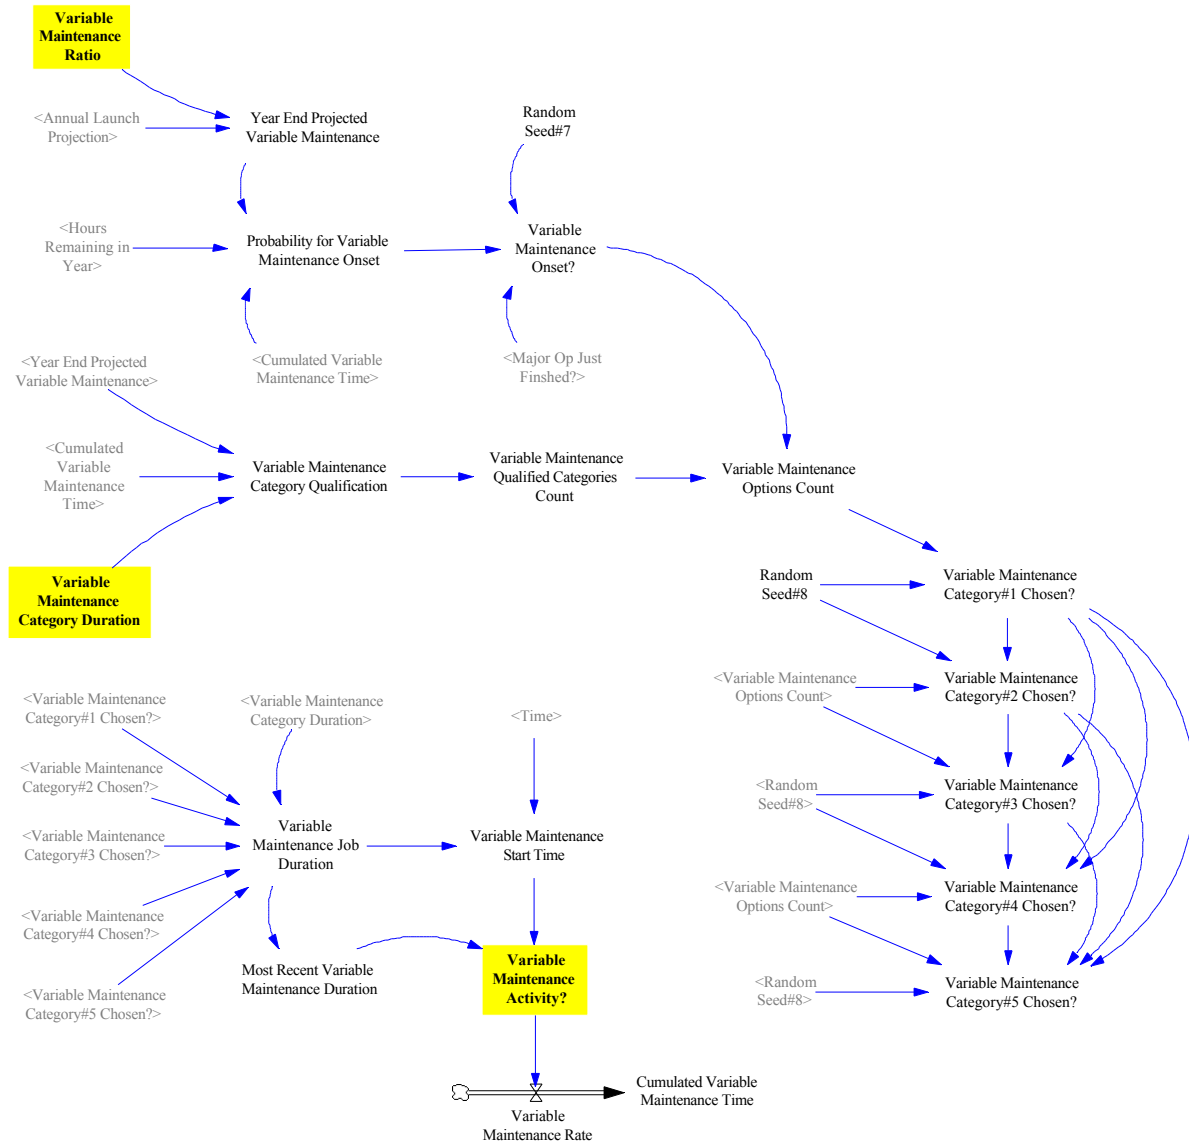 Variable
Maintenance
Ratio
<Annual Launch
Projection>
Year End Projected
Variable Maintenance
Random
Seed#7
<Hours
Remaining in
Year>
Probability for Variable
Maintenance Onset
Variable
Maintenance
Onset?
<Year End Projected
Variable Maintenance>
<Cumulated Variable
Maintenance Time>
<Major Op Just
Finshed?>
<Cumulated
Variable
Maintenance
Time>
Variable Maintenance
Category Qualification
Variable Maintenance
Qualified Categories
Count
Variable Maintenance
Options Count
Variable
Maintenance
Category Duration
Random
Seed#8
Variable Maintenance
Category#1 Chosen?
<Variable Maintenance
Options Count>
Variable Maintenance
Category#2 Chosen?
<Random
Seed#8>
Variable Maintenance
Category#3 Chosen?
<Variable Maintenance
Options Count>
Variable Maintenance
Category#4 Chosen?
<Random
Seed#8>
Variable Maintenance
Category#5 Chosen?
<Variable Maintenance
Category#1 Chosen?>
<Variable Maintenance
Category Duration>
<Time>
<Variable Maintenance
Category#2 Chosen?>
<Variable Maintenance
Category#3 Chosen?>
Variable
Maintenance Job
Duration
Variable Maintenance
Start Time
<Variable Maintenance
Category#4 Chosen?>
<Variable Maintenance
Category#5 Chosen?>
Most Recent Variable
Maintenance Duration
Variable
Maintenance
Activity?
Cumulated Variable
Maintenance Time
Variable
Maintenance Rate